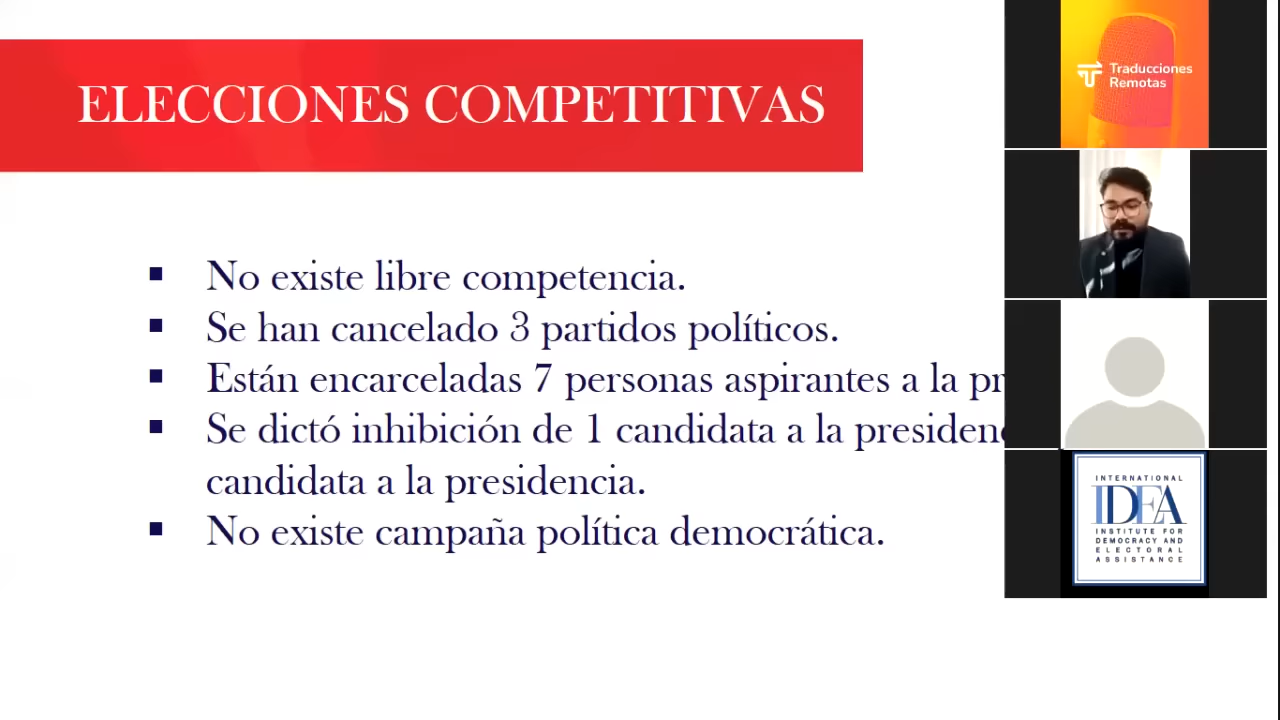 ELECCIONES COMPETITIVAS
No existe libre competencia.
Se han cancelado 3 partidos políticos.
Están encarceladas 7 personas aspirantes a la
Se dictó inhibición de 1 candidata a la
candidata a la presidencia.
No existe campaña política democrática.
Traducciones
Remotas
INTERNATIONAL
IDEA
INSTITUTE FOR
DEMOCRACY AND
ELECTORAL
ASSISTANCE